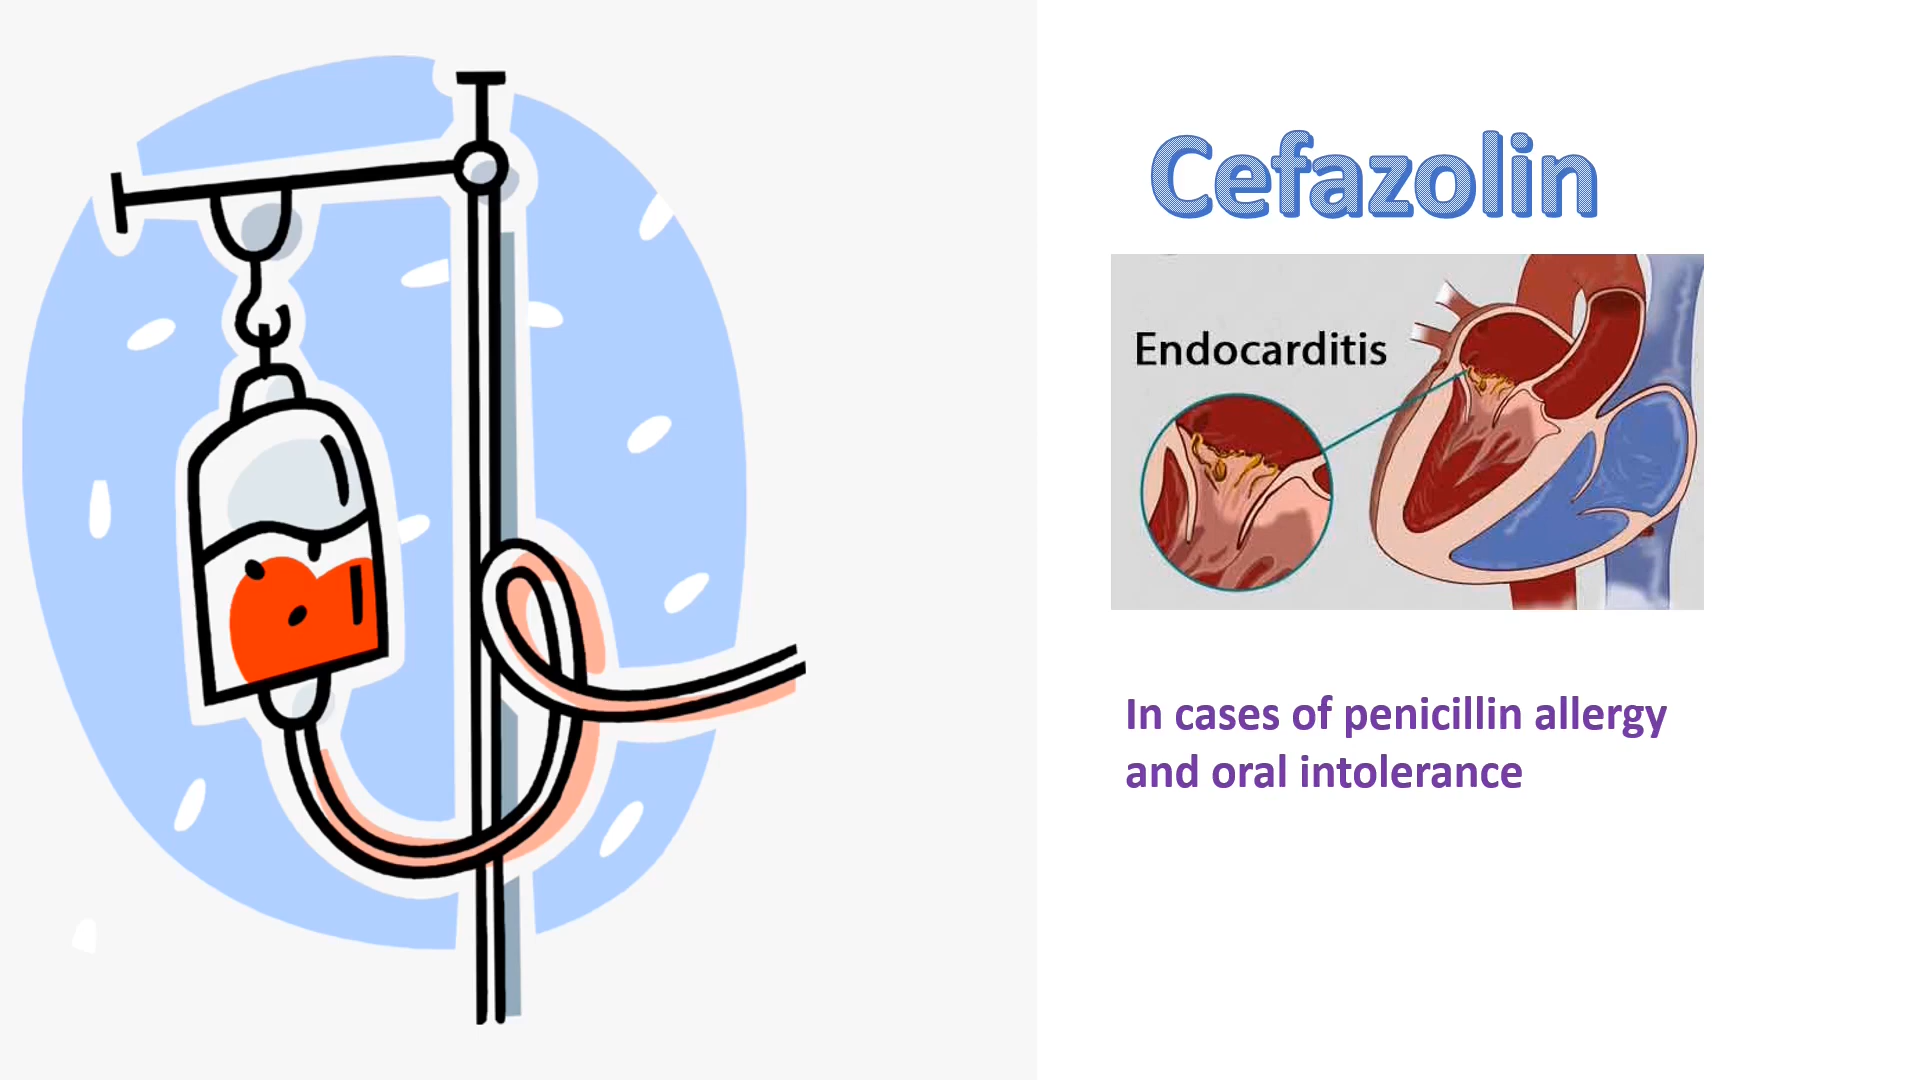 Cefazolin
Endocarditis
In cases of penicillin allergy
and oral intolerance